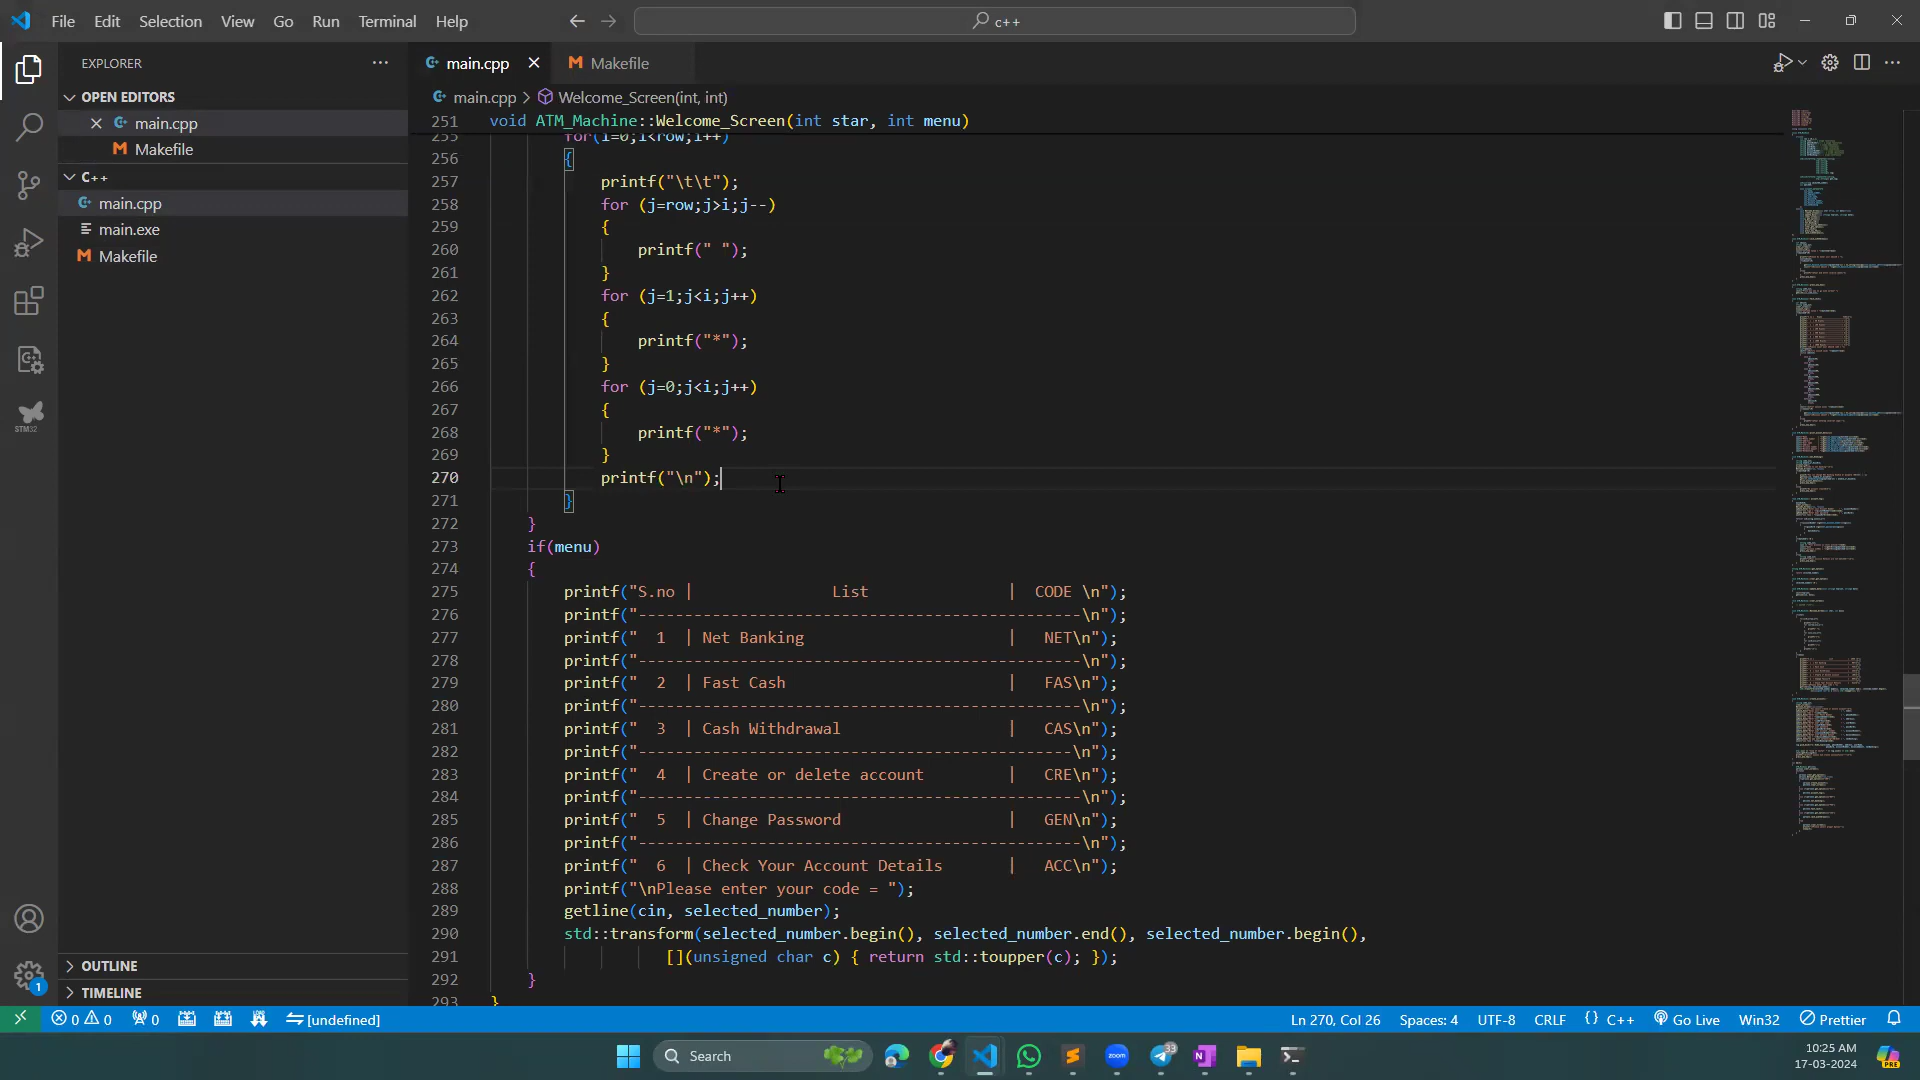 File Edit Selection View Go Run Terminal Help
c++
EXPLORER
OPEN EDITORS
main.cpp
Makefile
C++
main.cpp
main.exe
Makefile
OUTLINE
TIMELINE
STM32
1
main.cpp
Makefile
main.cpp > Welcome_Screen(int, int)
251 void ATM_Machine::Welcome_Screen(int star, int menu)
255 for(i=0;i<row;i++)
256 {
257 printf("\t\t");
258 for (j=row;j>i;j--)
259 {
260 printf(" ");
261 }
262 for (j=1;j<i;j++)
263 {
264 printf("*");
265 }
266 for (j=0;j<i;j++)
267 {
268 printf("*");
269 }
270 printf("\n");
271 }
272 }
273 if(menu)
274 {
275 printf("S.no |               List               |  CODE \n");
276 printf("------------------------------------------------\n");
277 printf("  1  | Net Banking                      |   NET\n");
278 printf("------------------------------------------------\n");
279 printf("  2  | Fast Cash                        |   FAS\n");
280 printf("------------------------------------------------\n");
281 printf("  3  | Cash Withdrawal                  |   CAS\n");
282 printf("-----------------------------------------------\n");
283 printf("  4  | Create or delete account         |   CRE\n");
284 printf("------------------------------------------------\n");
285 printf("  5  | Change Password                  |   GEN\n");
286 printf("------------------------------------------------\n");
287 printf("  6  | Check Your Account Details       |   ACC\n");
288 printf("\nPlease enter your code = ");
289 getline(cin, selected_number);
290 std::transform(selected_number.begin(), selected_number.end(), selected_number.begin(),
291 [](unsigned char c) { return std::toupper(c); });
292 }
293 }
0 0 0 [undefined] Ln 270, Col 26 Spaces: 4 UTF-8 CRLF {} C++ Go Live Win32 Prettier
Search
zoom
33
10:25 AM
17-03-2024
PRE